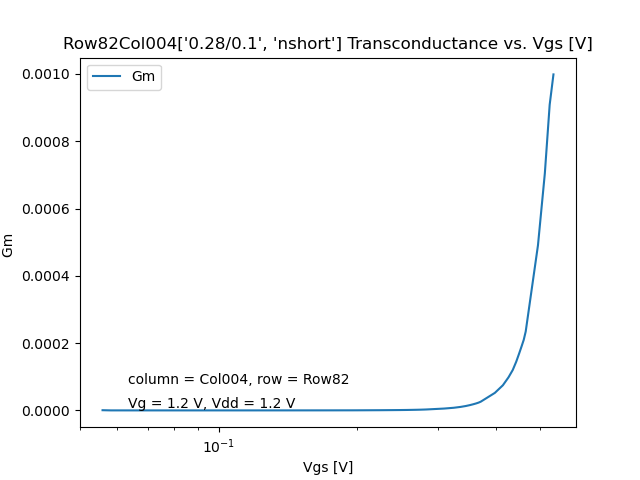 Row82Col004['0.28/0.1', 'nshort'] Transconductance vs. Vgs [V]
Gm
0.0010
0.0008
0.0006
0.0004
0.0002
0.0000
Gm
column = Col004, row = Row82
Vg = 1.2 V, Vdd = 1.2 V
10⁻¹
Vgs [V]